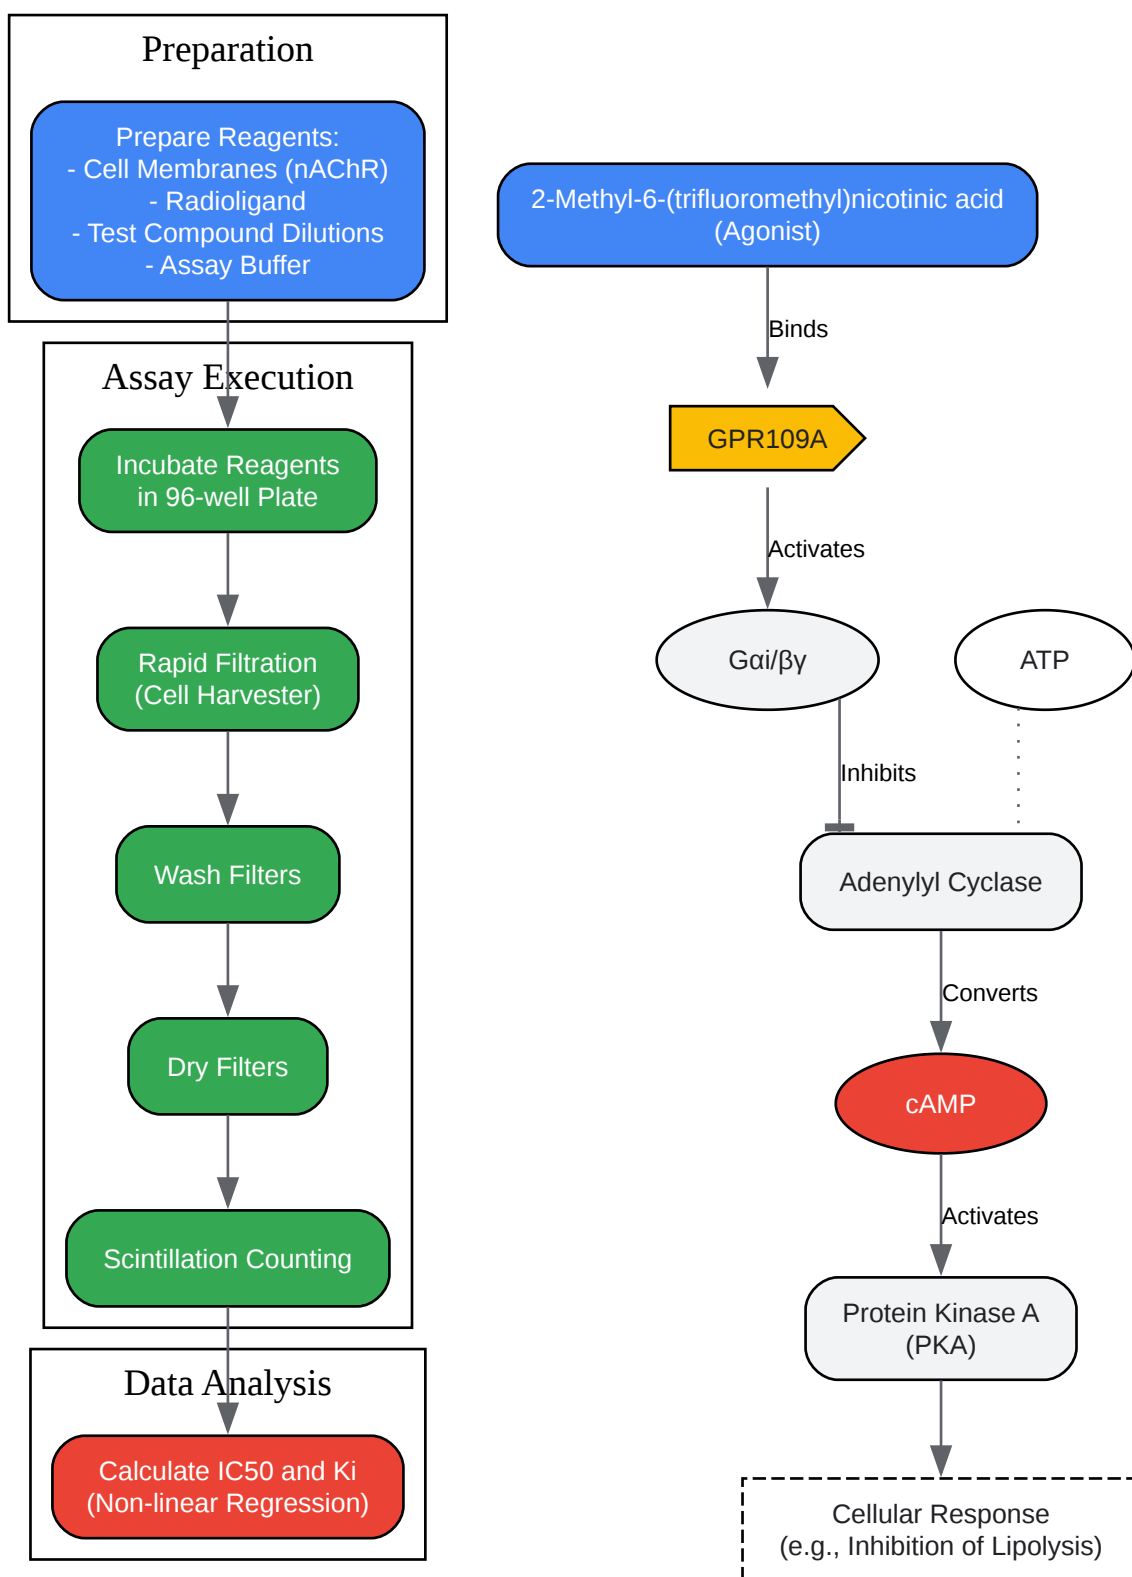 Preparation
Prepare Reagents:
- Cell Membranes (nAChR)
- Radioligand
- Test Compound Dilutions
- Assay Buffer
Assay Execution
Incubate Reagents
in 96-well Plate
Rapid Filtration
(Cell Harvester)
Wash Filters
Dry Filters
Scintillation Counting
Data Analysis
Calculate IC50 and Ki
(Non-linear Regression)
2-Methyl-6-(trifluoromethyl)nicotinic acid
(Agonist)
Binds
GPR109A
Activates
Gαi/βγ
ATP
Inhibits
Adenylyl Cyclase
Converts
cAMP
Activates
Protein Kinase A
(PKA)
Cellular Response
(e.g., Inhibition of Lipolysis)